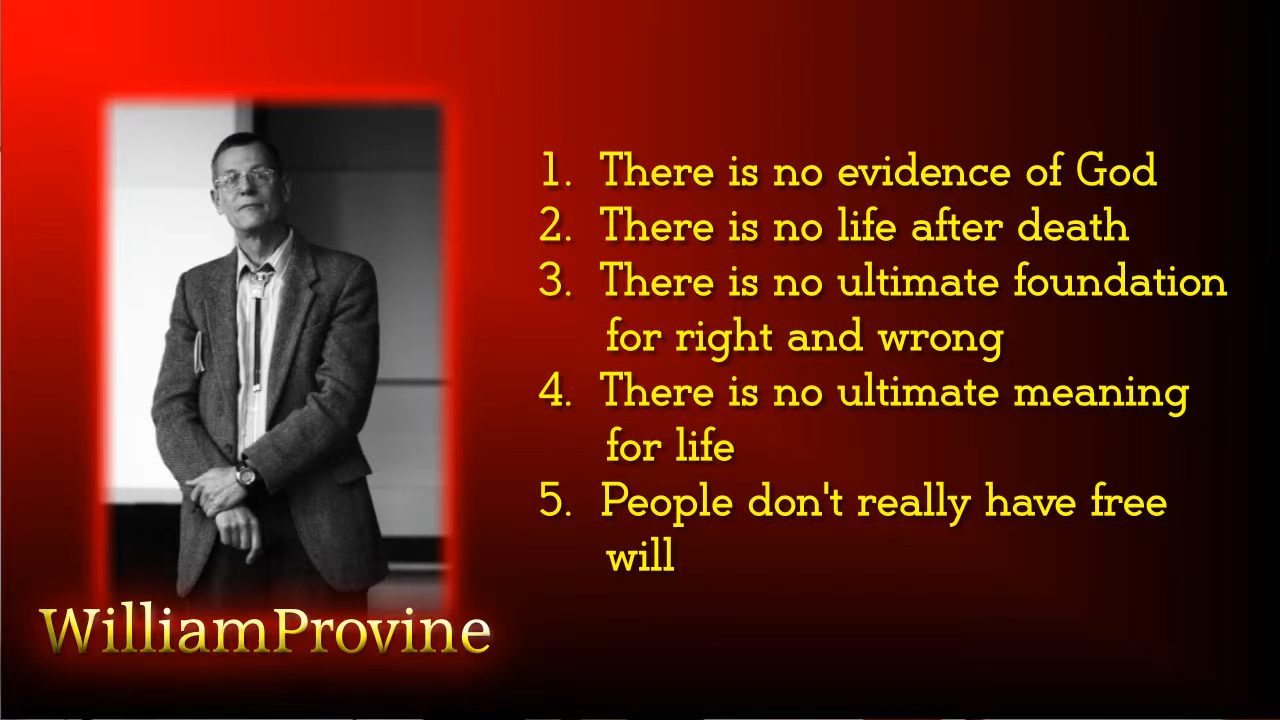 1. There is no evidence of God
2. There is no life after death
3. There is no ultimate foundation
for right and wrong
4. There is no ultimate meaning
for life
5. People don't really have free
will
WilliamProvine